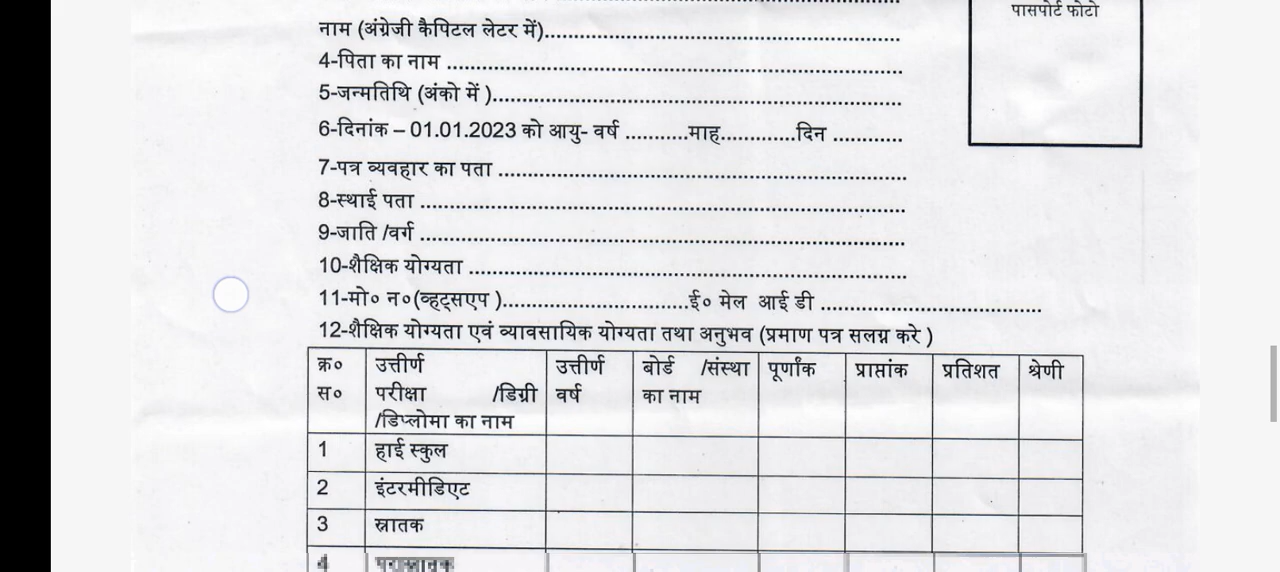 पासपोर्ट फोटो
नाम (अंग्रेजी कैपिटल लेटर में)......................................................................
4-पिता का नाम ....................................................................................
5-जन्मतिथि (अंको में )..............................................................................
6-दिनांक – 01.01.2023 को आयु- वर्ष ..........माह............दिन ...........
7-पत्र व्यवहार का पता ..............................................................................
8-स्थाई पता .........................................................................................
9-जाति /वर्ग .........................................................................................
10-शैक्षिक योग्यता ..................................................................................
11-मो० न०(व्हट्सएप )..................................ई० मेल आई डी ........................................
12-शैक्षिक योग्यता एवं व्यावसायिक योग्यता तथा अनुभव (प्रमाण पत्र सलग्न करे )
क्र० स० उत्तीर्ण परीक्षा /डिग्री /डिप्लोमा का नाम उत्तीर्ण वर्ष बोर्ड /संस्था का नाम पूर्णांक प्राप्तांक प्रतिशत श्रेणी
1 हाई स्कुल
2 इंटरमीडिएट
3 स्नातक
4